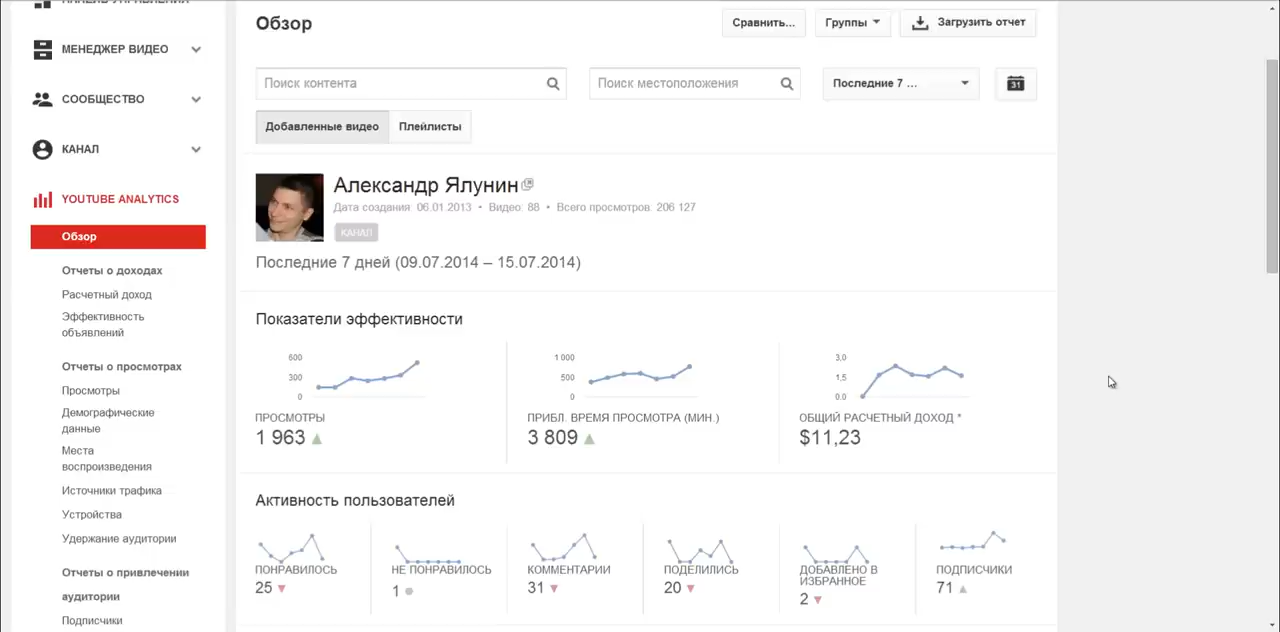 ПАНЕЛЬ УПРАВЛЕНИЯ
Обзор
Сравнить...
Группы
Загрузить отчет
МЕНЕДЖЕР ВИДЕО
Поиск контента
Поиск местоположения
Последние 7 ...
31
СООБЩЕСТВО
Добавленные видео
Плейлисты
КАНАЛ
YOUTUBE ANALYTICS
Обзор
Отчеты о доходах
Расчетный доход
Эффективность
объявлений
Отчеты о просмотрах
Просмотры
Демографические
данные
Места
воспроизведения
Источники трафика
Устройства
Удержание аудитории
Отчеты о привлечении
аудитории
Подписчики
Александр Ялунин
Дата создания: 06.01.2013 • Видео: 88 • Всего просмотров: 206 127
КАНАЛ
Последние 7 дней (09.07.2014 – 15.07.2014)
Показатели эффективности
600
300
0
ПРОСМОТРЫ
1 963
1 000
500
0
ПРИБЛ. ВРЕМЯ ПРОСМОТРА (МИН.)
3 809
3,0
1,5
0.0
ОБЩИЙ РАСЧЕТНЫЙ ДОХОД *
$11,23
Активность пользователей
ПОНРАВИЛОСЬ
25
НЕ ПОНРАВИЛОСЬ
1
КОММЕНТАРИИ
31
ПОДЕЛИЛИСЬ
20
ДОБАВЛЕНО В
ИЗБРАННОЕ
2
ПОДПИСЧИКИ
71